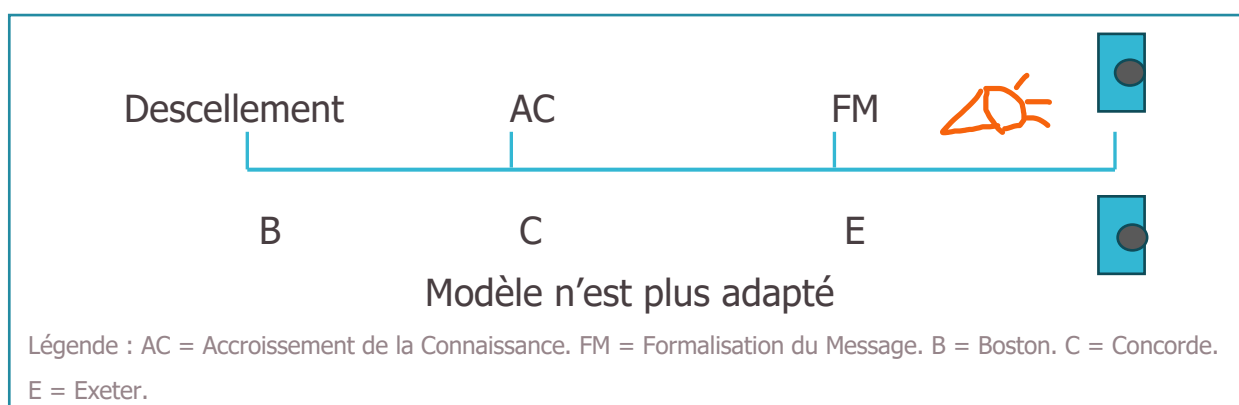 Descellement AC FM
B C E
Modèle n’est plus adapté
Légende : AC = Accroissement de la Connaissance. FM = Formalisation du Message. B = Boston. C = Concorde.
E = Exeter.